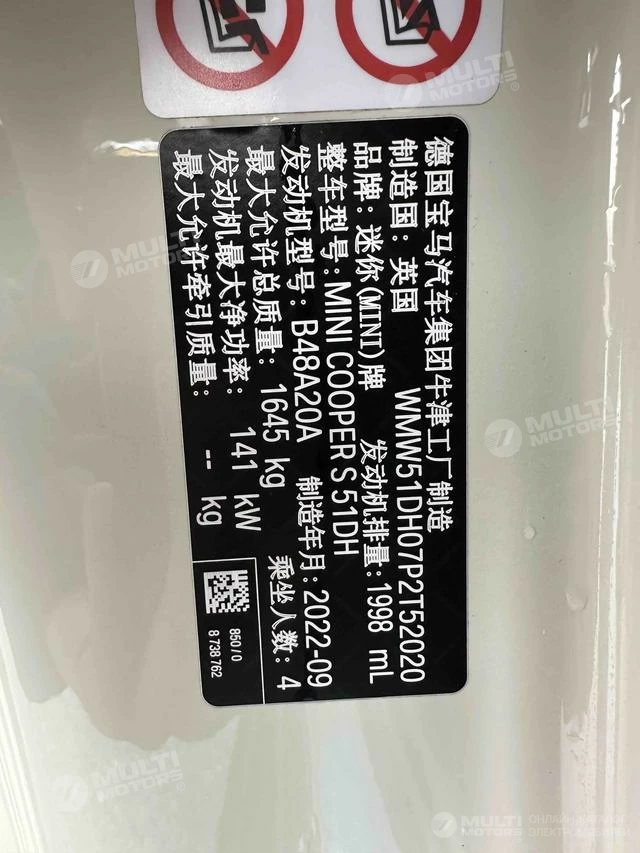 德国宝马汽车集团牛津工厂制造
制造国: 英国 WMW51DH07P2T52020
品牌: 迷你(MINI)牌 发动机排量: 1998 mL
整车型号: MINI COOPER S 51DH
发动机型号: B48A20A 制造年月: 2022-09
最大允许总质量: 1645 kg 乘坐人数: 4
发动机最大净功率: 141 kW
最大允许牵引质量: -- kg
850/0
8 738 762
MULTI
MOTORS®
MULTI
MOTORS®
MULTI
MOTORS®
MULTI
MOTORS®
MULTI
MOTORS